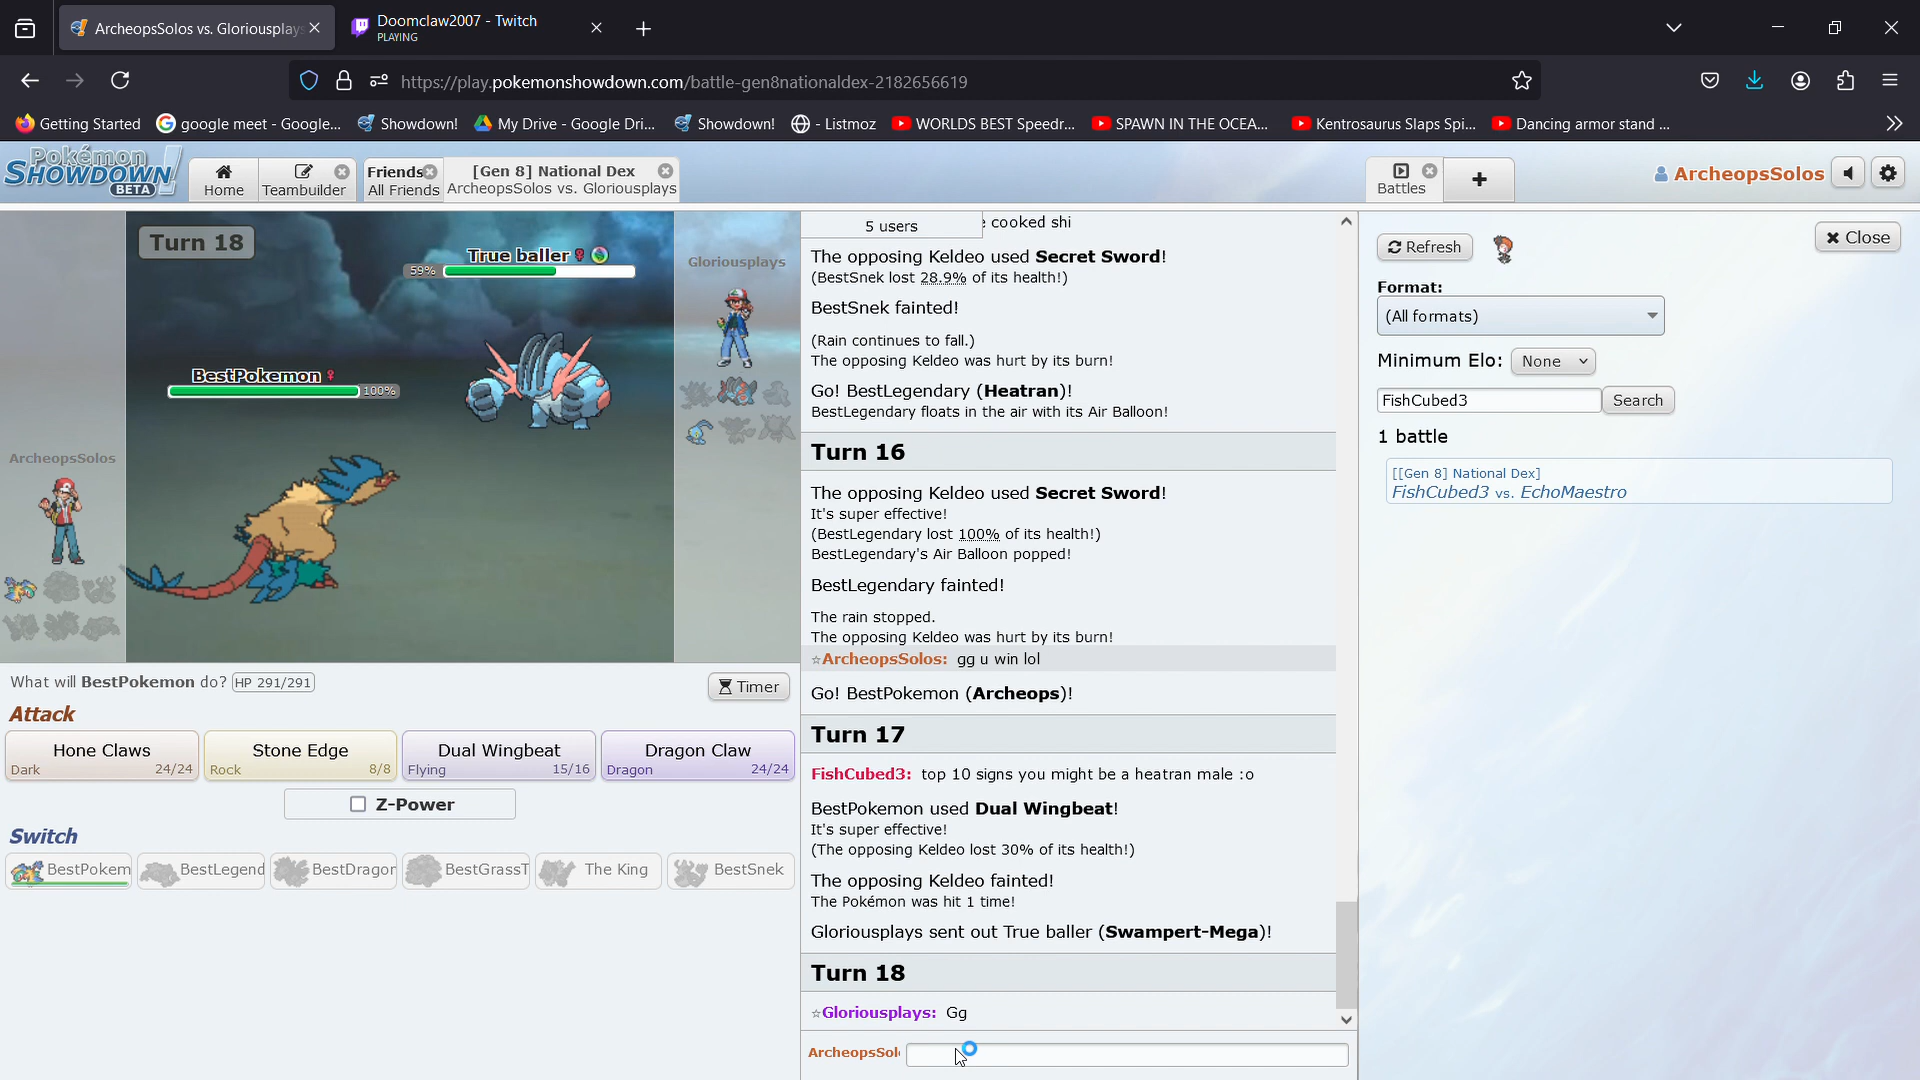 ArcheopsSolos vs. Gloriousplays
Doomclaw2007 - Twitch
PLAYING
https://play.pokemonshowdown.com/battle-gen8nationaldex-2182656619
Getting Started
google meet - Google...
Showdown!
My Drive - Google Dri...
Showdown!
- Listmoz
WORLDS BEST Speedr...
SPAWN IN THE OCEA...
Kentrosaurus Slaps Spi...
Dancing armor stand ...
Pokémon
SHOWDOWN!
BETA
Home
Teambuilder
Friends
All Friends
[Gen 8] National Dex
ArcheopsSolos vs. Gloriousplays
Battles
ArcheopsSolos
Turn 18
True baller ♀
59%
BestPokemon ♀
100%
Gloriousplays
ArcheopsSolos
What will BestPokemon do? HP 291/291
Timer
Attack
Hone Claws
Dark 24/24
Stone Edge
Rock 8/8
Dual Wingbeat
Flying 15/16
Dragon Claw
Dragon 24/24
Z-Power
Switch
BestPokem
BestLegend
BestDragor
BestGrassT
The King
BestSnek
5 users
e cooked shi
The opposing Keldeo used Secret Sword!
(BestSnek lost 28.9% of its health!)
BestSnek fainted!
(Rain continues to fall.)
The opposing Keldeo was hurt by its burn!
Go! BestLegendary (Heatran)!
BestLegendary floats in the air with its Air Balloon!
Turn 16
The opposing Keldeo used Secret Sword!
It's super effective!
(BestLegendary lost 100% of its health!)
BestLegendary's Air Balloon popped!
BestLegendary fainted!
The rain stopped.
The opposing Keldeo was hurt by its burn!
☆ArcheopsSolos: gg u win lol
Go! BestPokemon (Archeops)!
Turn 17
FishCubed3: top 10 signs you might be a heatran male :o
BestPokemon used Dual Wingbeat!
It's super effective!
(The opposing Keldeo lost 30% of its health!)
The opposing Keldeo fainted!
The Pokémon was hit 1 time!
Gloriousplays sent out True baller (Swampert-Mega)!
Turn 18
☆Gloriousplays: Gg
ArcheopsSol
Refresh
Close
Format:
(All formats)
Minimum Elo: None
FishCubed3
Search
1 battle
[[Gen 8] National Dex]
FishCubed3 vs. EchoMaestro